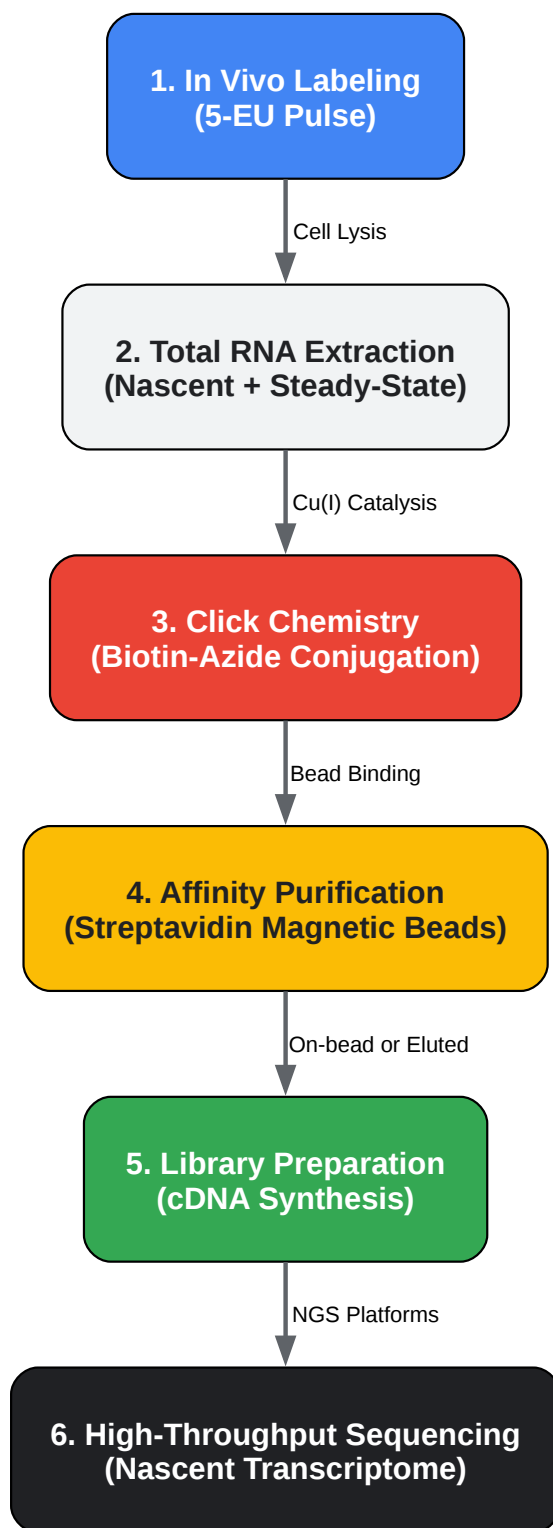 1. In Vivo Labeling
(5-EU Pulse)
Cell Lysis
2. Total RNA Extraction
(Nascent + Steady-State)
Cu(I) Catalysis
3. Click Chemistry
(Biotin-Azide Conjugation)
Bead Binding
4. Affinity Purification
(Streptavidin Magnetic Beads)
On-bead or Eluted
5. Library Preparation
(cDNA Synthesis)
NGS Platforms
6. High-Throughput Sequencing
(Nascent Transcriptome)